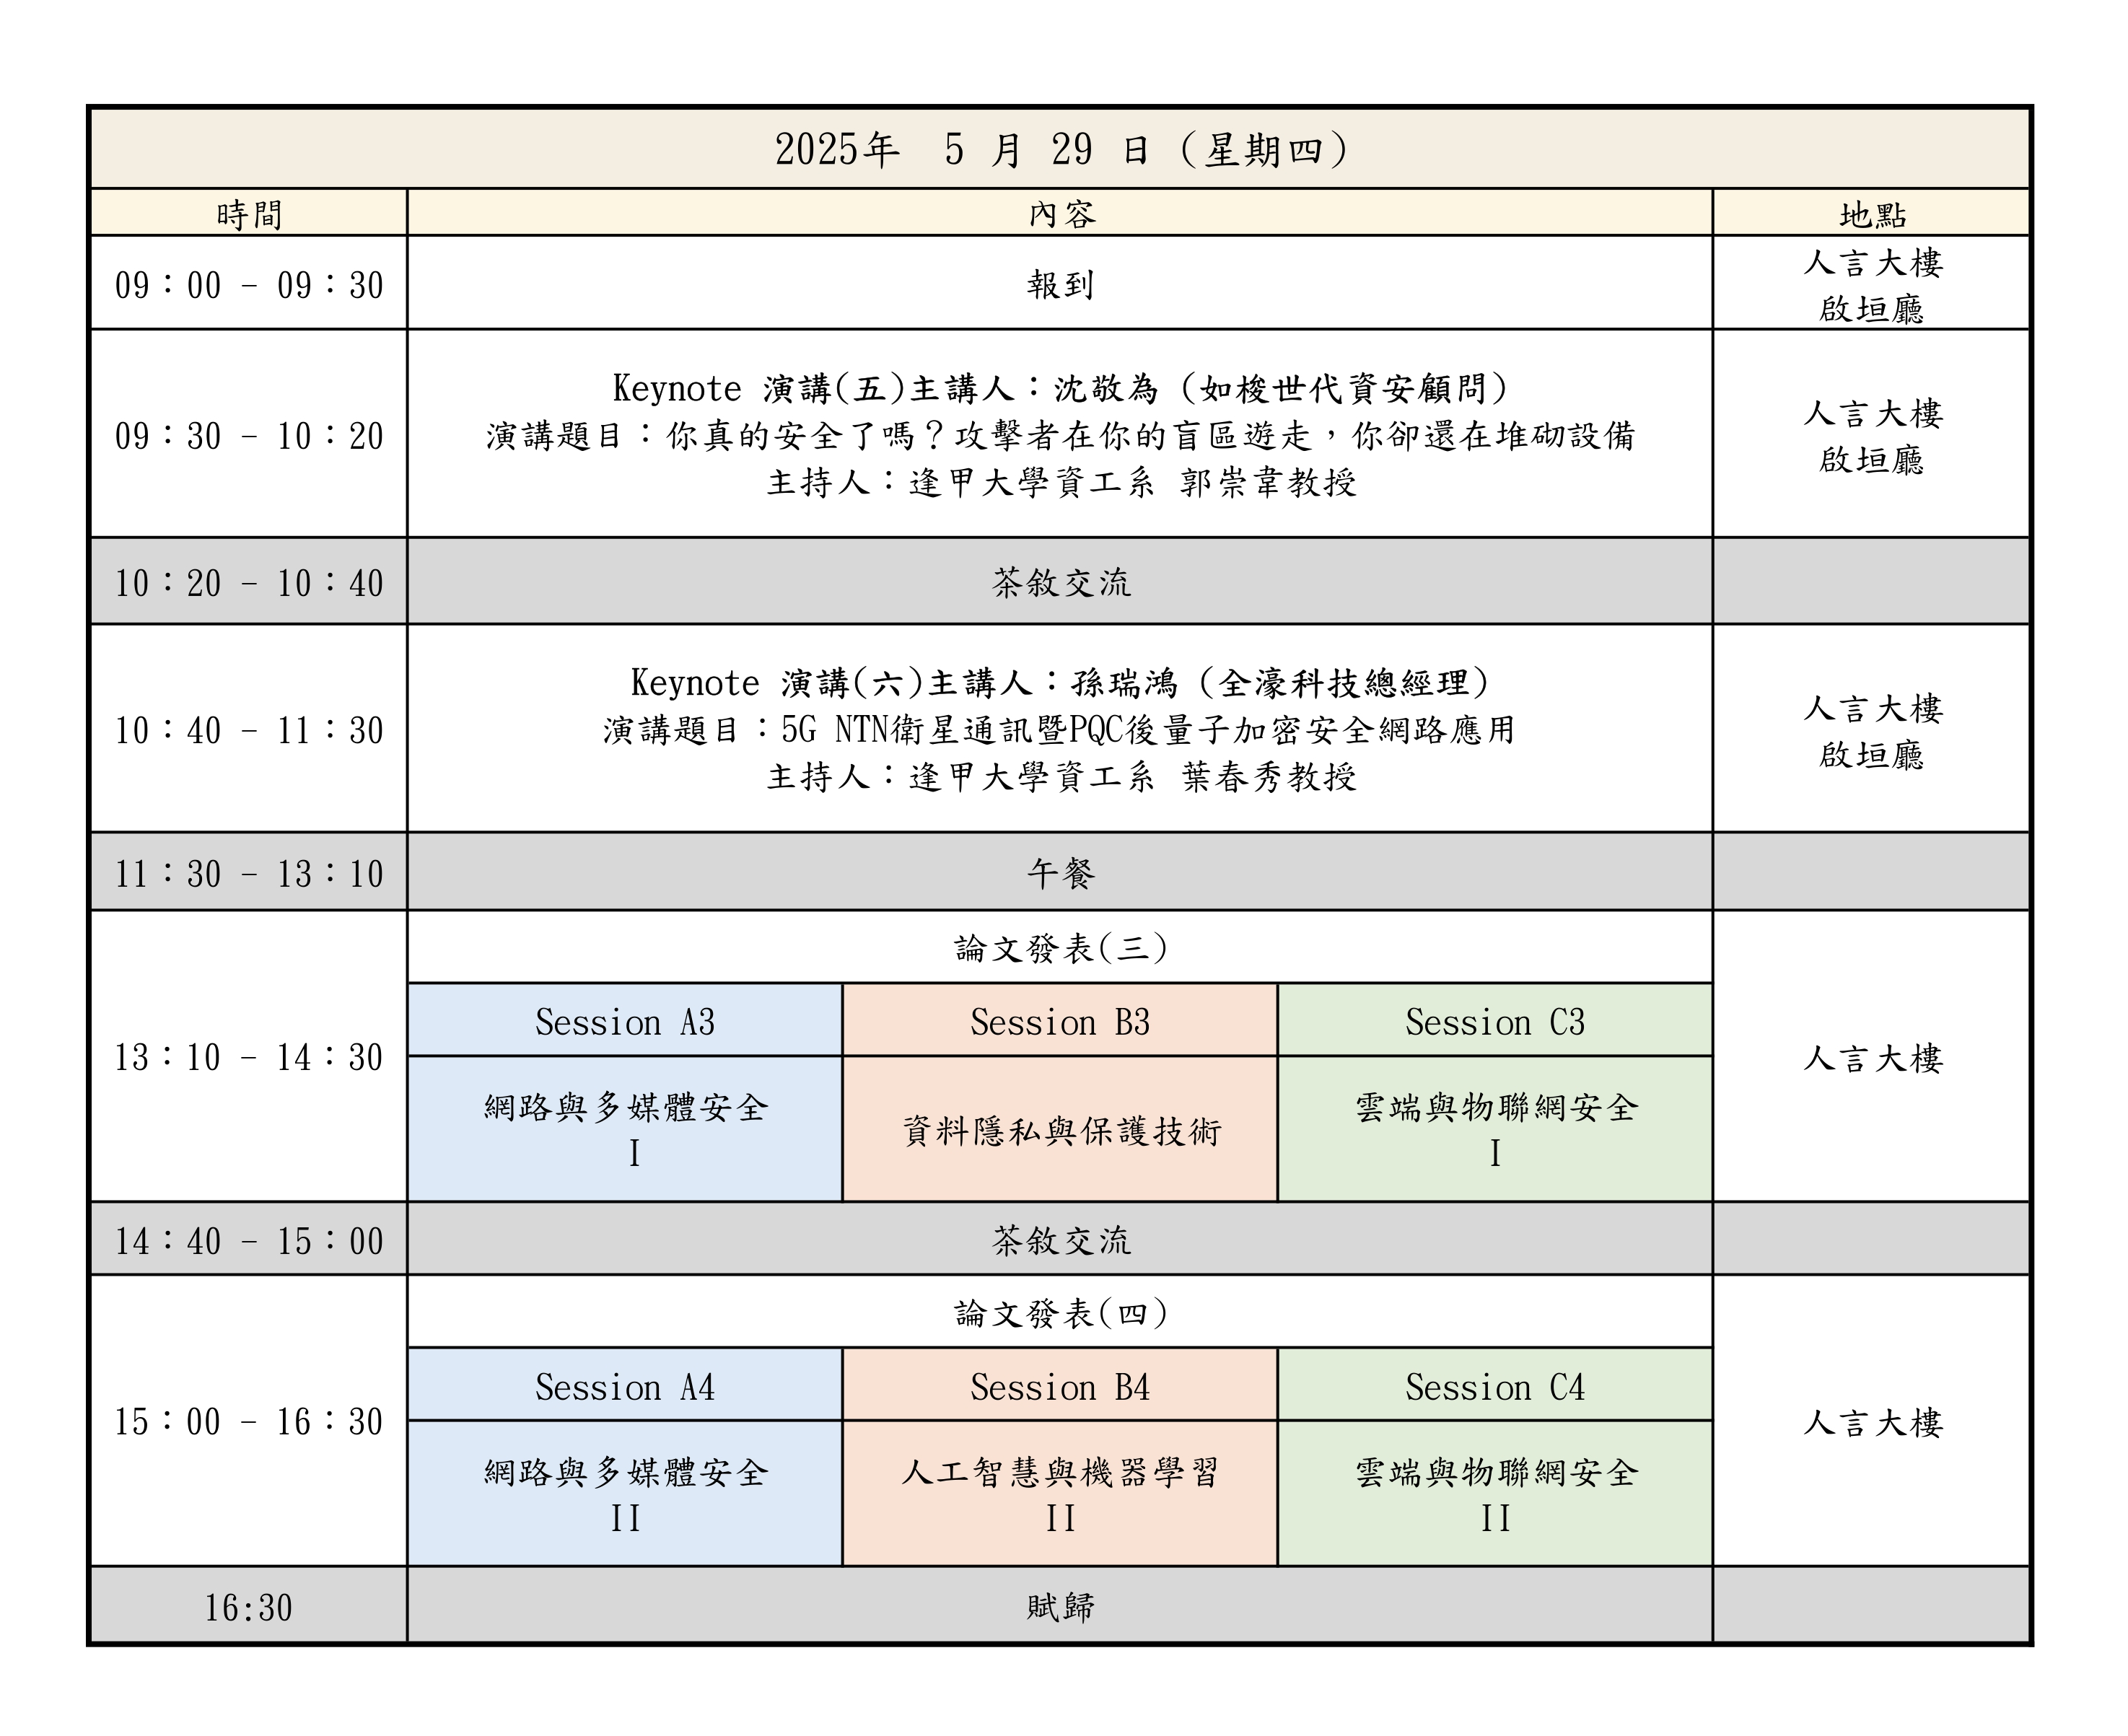 2025年 5 月 29 日 (星期四)
時間 內容 地點
09：00 - 09：30 報到 人言大樓
啟垣廳
Keynote 演講(五)主講人：沈敬為 (如梭世代資安顧問)
09：30 - 10：20 演講題目：你真的安全了嗎？攻擊者在你的盲區遊走，你卻還在堆砌設備 人言大樓
啟垣廳
主持人：逢甲大學資工系 郭崇韋教授
10：20 - 10：40 茶敘交流
Keynote 演講(六)主講人：孫瑞鴻 (全濠科技總經理)
10：40 - 11：30 演講題目：5G NTN衛星通訊暨PQC後量子加密安全網路應用 人言大樓
啟垣廳
主持人：逢甲大學資工系 葉春秀教授
11：30 - 13：10 午餐
論文發表(三)
Session A3 Session B3 Session C3
13：10 - 14：30 人言大樓
網路與多媒體安全
I
資料隱私與保護技術
雲端與物聯網安全
I
14：40 - 15：00 茶敘交流
論文發表(四)
Session A4 Session B4 Session C4
15：00 - 16：30 人言大樓
網路與多媒體安全
II
人工智慧與機器學習
II
雲端與物聯網安全
II
16:30 賦歸